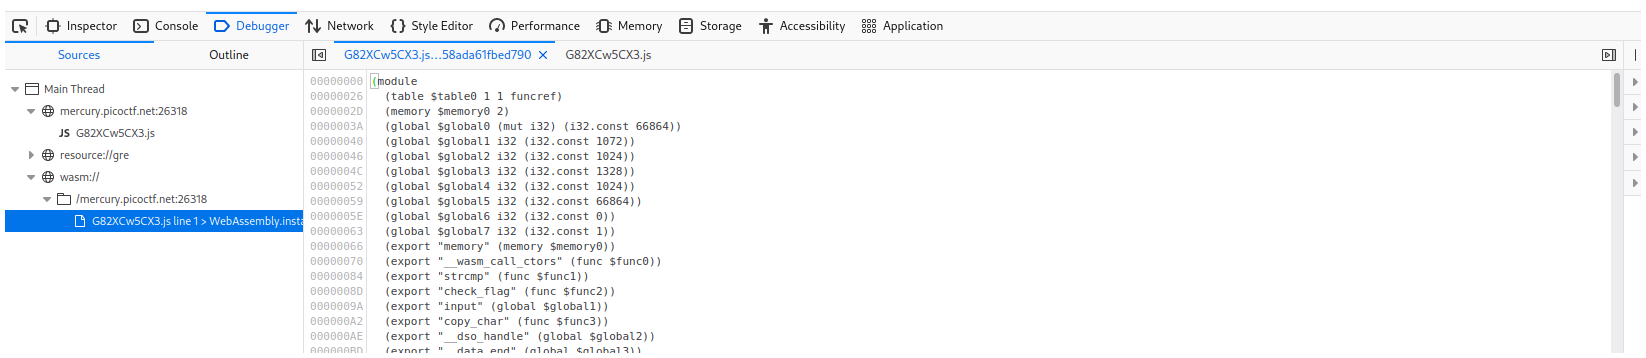 Inspector Console Debugger Network Style Editor Performance Memory Storage Accessibility Application
Sources Outline G82XCw5CX3.js…58ada61fbed790 × G82XCw5CX3.js
Main Thread
mercury.picoctf.net:26318
JS G82XCw5CX3.js
resource://gre
wasm://
/mercury.picoctf.net:26318
G82XCw5CX3.js line 1 > WebAssembly.insta
00000000 (module
00000026 (table $table0 1 1 funcref)
0000002D (memory $memory0 2)
0000003A (global $global0 (mut i32) (i32.const 66864))
00000040 (global $global1 i32 (i32.const 1072))
00000046 (global $global2 i32 (i32.const 1024))
0000004C (global $global3 i32 (i32.const 1328))
00000052 (global $global4 i32 (i32.const 1024))
00000059 (global $global5 i32 (i32.const 66864))
0000005E (global $global6 i32 (i32.const 0))
00000063 (global $global7 i32 (i32.const 1))
00000066 (export "memory" (memory $memory0))
00000070 (export "__wasm_call_ctors" (func $func0))
00000084 (export "strcmp" (func $func1))
0000008D (export "check_flag" (func $func2))
0000009A (export "input" (global $global1))
000000A2 (export "copy_char" (func $func3))
000000AE (export "__dso_handle" (global $global2))
000000BD (export "__data_end" (global $global3))